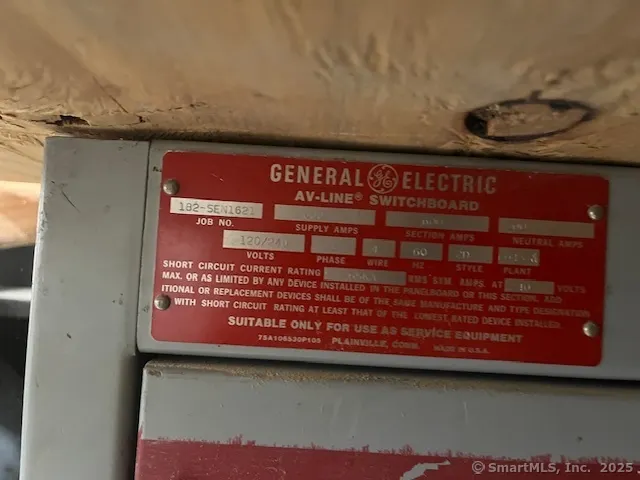 GENERAL GE ELECTRIC
AV-LINE® SWITCHBOARD
182-SEN1621
JOB NO. SUPPLY AMPS SECTION AMPS NEUTRAL AMPS
120/240 60
VOLTS PHASE WIRE HZ STYLE PLANT
SHORT CIRCUIT CURRENT RATING RMS SYM AMPS. AT VOLTS
MAX. OR AS LIMITED BY ANY DEVICE INSTALLED IN THE PANELBOARD OR THIS SECTION. ADD
ITIONAL OR REPLACEMENT DEVICES SHALL BE OF THE SAME MANUFACTURE AND TYPE DESIGNATION
WITH SHORT CIRCUIT RATING AT LEAST THAT OF THE LOWEST RATED DEVICE INSTALLED.
SUITABLE ONLY FOR USE AS SERVICE EQUIPMENT
PLAINVILLE, CONN. MADE IN U.S.A.
© SmartMLS, Inc. 2025